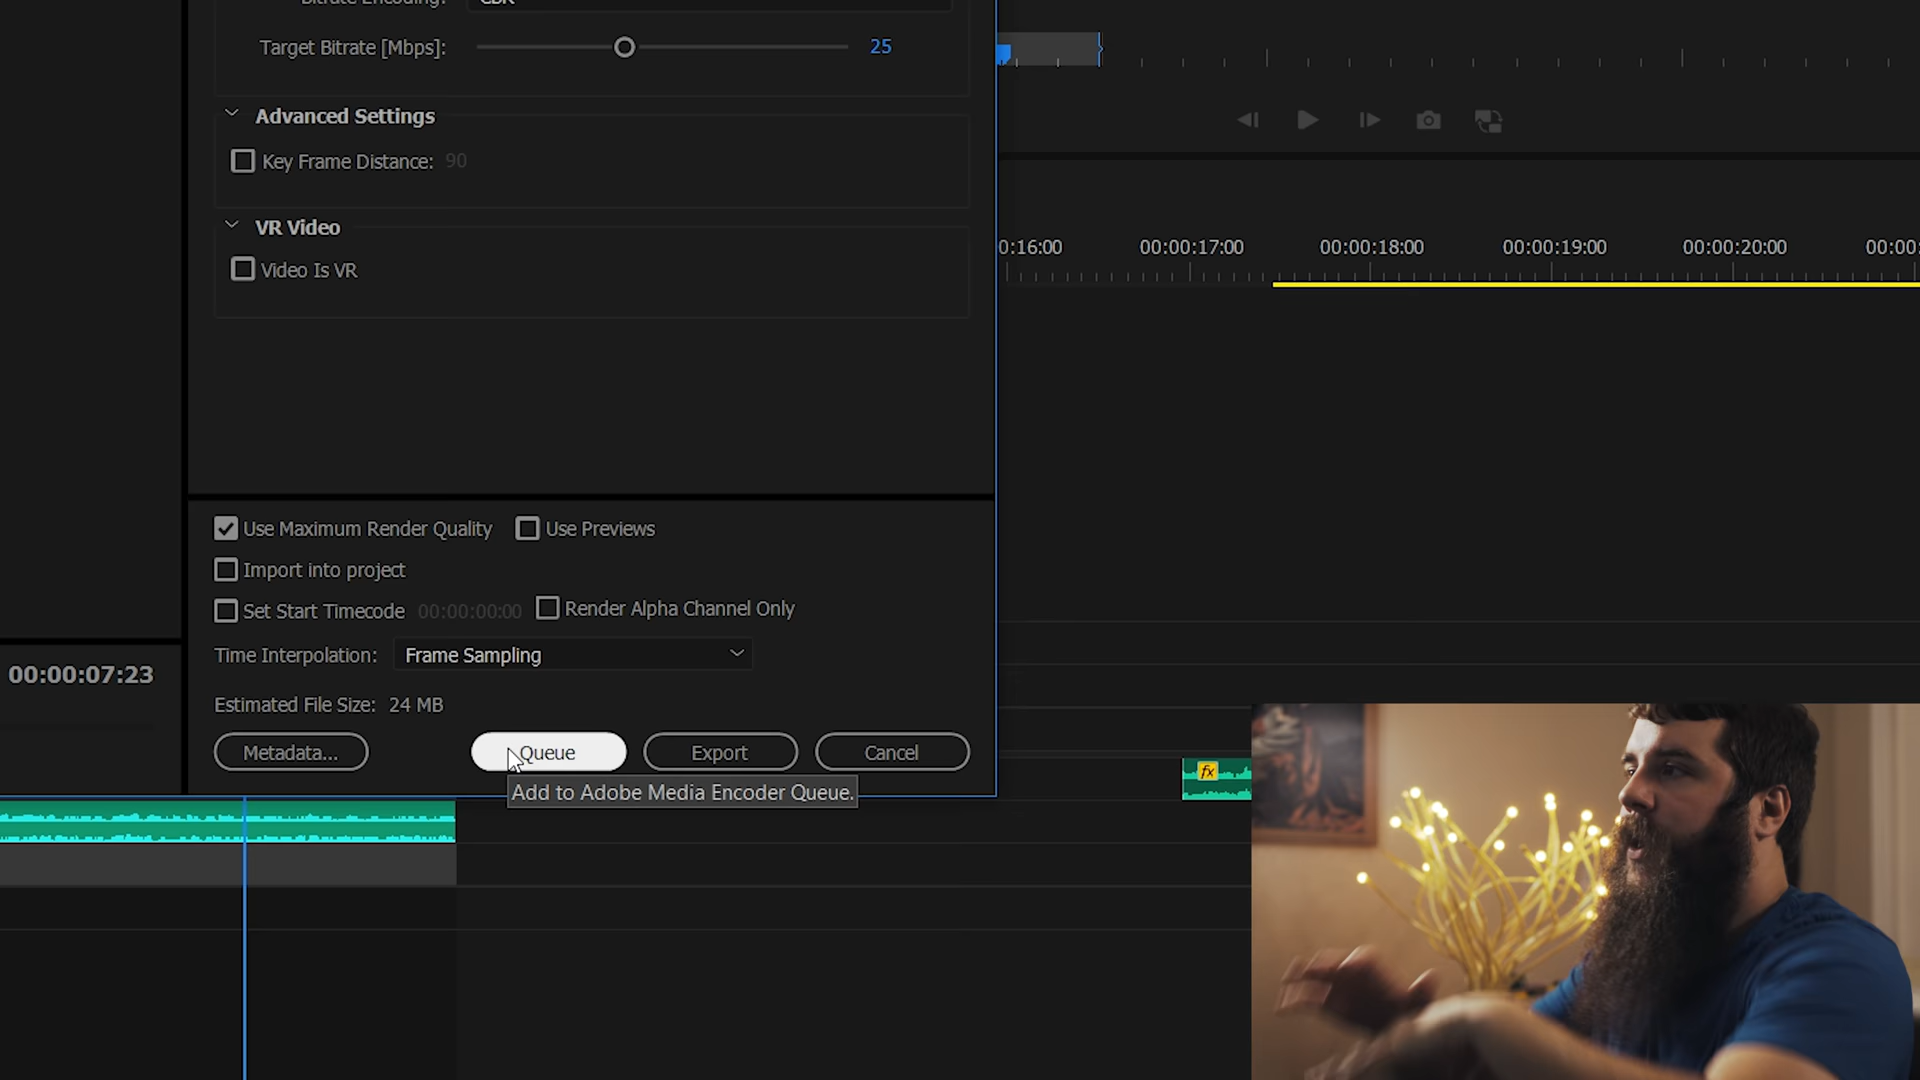 Target Bitrate [Mbps]: 25
Advanced Settings
Key Frame Distance: 90
VR Video
Video Is VR
0:16:00 00:00:17:00 00:00:18:00 00:00:19:00 00:00:20:00 00:00:
Use Maximum Render Quality Use Previews
Import into project
Set Start Timecode 00:00:00:00 Render Alpha Channel Only
Time Interpolation: Frame Sampling
00:00:07:23
Estimated File Size: 24 MB
Metadata... Queue Export Cancel
Add to Adobe Media Encoder Queue.
fx